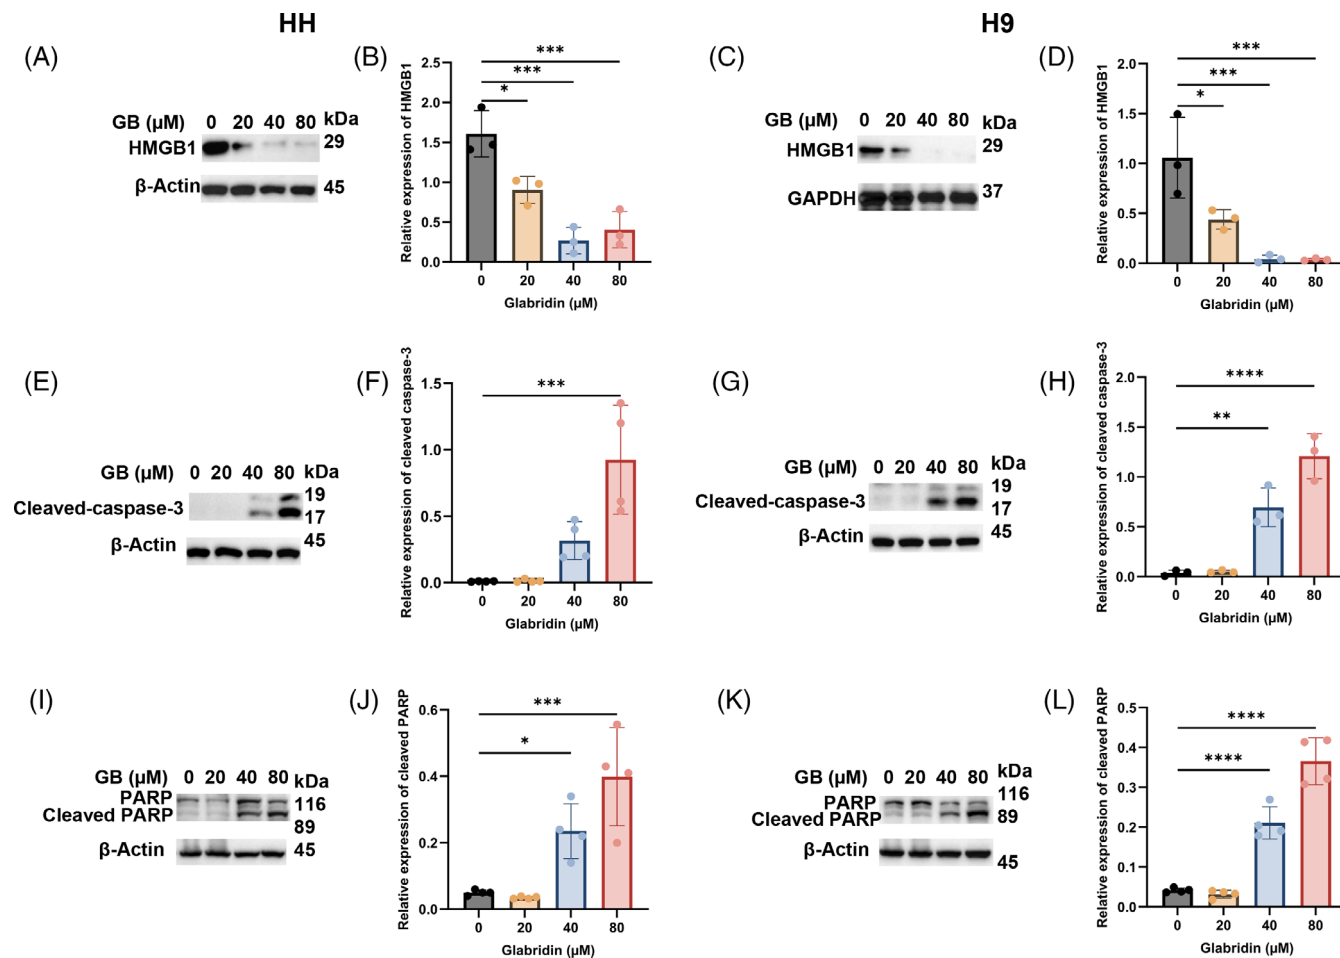 HH
H9
(A)
GB (μM) 0 20 40 80 kDa
HMGB1 29
β-Actin 45
(B)
Relative expression of HMGB1
2.5
2.0
1.5
1.0
0.5
0.0
***
***
*
0 20 40 80
Glabridin (μM)
(C)
GB (μM) 0 20 40 80 kDa
HMGB1 29
GAPDH 37
(D)
Relative expression of HMGB1
2.0
1.5
1.0
0.5
0.0
***
***
*
0 20 40 80
Glabridin (μM)
(E)
GB (μM) 0 20 40 80 kDa
19
Cleaved-caspase-3 17
β-Actin 45
(F)
Relative expression of cleaved caspase-3
1.5
1.0
0.5
0.0
***
0 20 40 80
Glabridin (μM)
(G)
GB (μM) 0 20 40 80 kDa
19
Cleaved-caspase-3 17
β-Actin 45
(H)
Relative expression of cleaved caspase-3
2.0
1.5
1.0
0.5
0.0
****
**
0 20 40 80
Glabridin (μM)
(I)
GB (μM) 0 20 40 80 kDa
PARP 116
Cleaved PARP 89
β-Actin 45
(J)
Relative expression of cleaved PARP
0.6
0.4
0.2
0.0
***
*
0 20 40 80
Glabridin (μM)
(K)
GB (μM) 0 20 40 80 kDa
PARP 116
Cleaved PARP 89
β-Actin 45
(L)
Relative expression of cleaved PARP
0.5
0.4
0.3
0.2
0.1
0.0
****
****
0 20 40 80
Glabridin (μM)